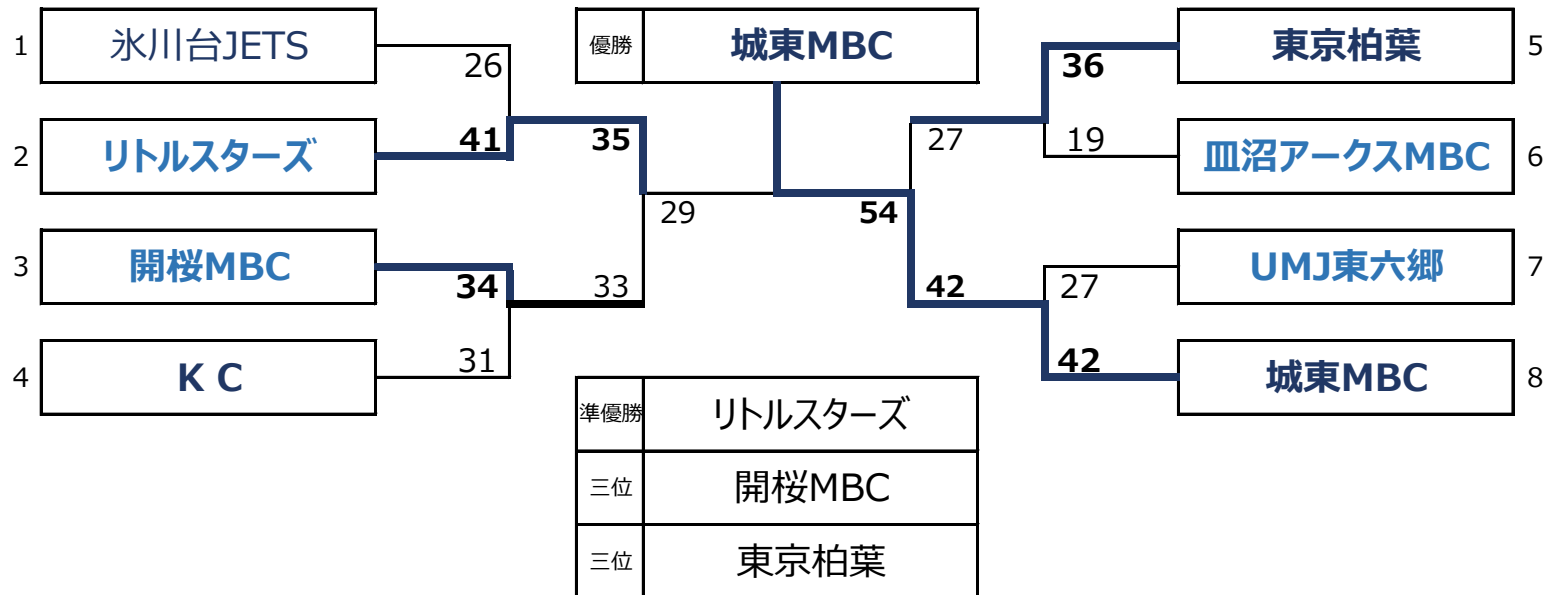 1 氷川台JETS 26 優勝 城東MBC 36 東京柏葉 5
2 リトルスターズ 41 35 27 19 皿沼アークスMBC 6
29 54
3 開桜MBC 34 33 42 27 UMJ東六郷 7
4 K C 31 42 城東MBC 8
準優勝 リトルスターズ
三位 開桜MBC
三位 東京柏葉